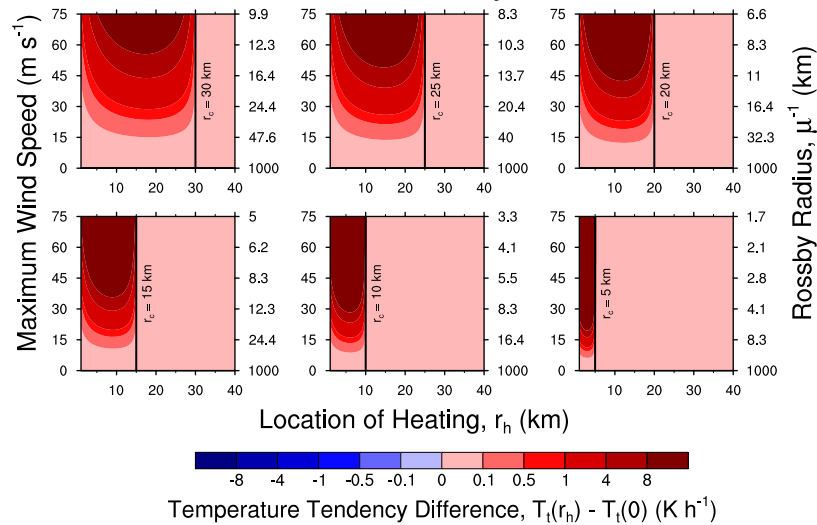 Maximum Wind Speed (m s⁻¹)
Rossby Radius, μ⁻¹ (km)
75 60 45 30 15 0
10 20 30 40
r_c = 30 km
9.9 12.3 16.4 24.4 47.6 1000
75 60 45 30 15 0
10 20 30 40
r_c = 25 km
8.3 10.3 13.7 20.4 40 1000
75 60 45 30 15 0
10 20 30 40
r_c = 20 km
6.6 8.3 11 16.4 32.3 1000
75 60 45 30 15 0
10 20 30 40
r_c = 15 km
5 6.2 8.3 12.3 24.4 1000
75 60 45 30 15 0
10 20 30 40
r_c = 10 km
3.3 4.1 5.5 8.3 16.4 1000
75 60 45 30 15 0
10 20 30 40
r_c = 5 km
1.7 2.1 2.8 4.1 8.3 1000
Location of Heating, r_h (km)
-8 -4 -1 -0.5 -0.1 0 0.1 0.5 1 4 8
Temperature Tendency Difference, T_t(r_h) - T_t(0) (K h⁻¹)